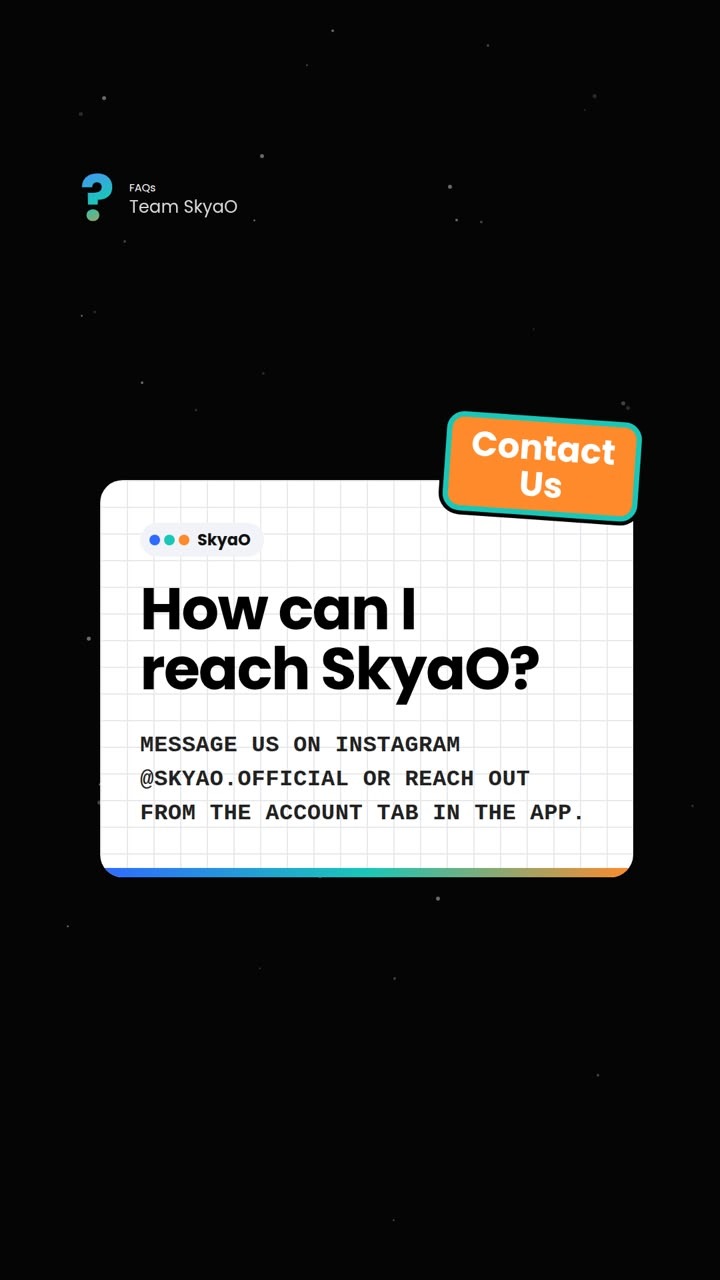 ?
FAQs
Team SkyaO
Contact
Us
SkyaO
How can I
reach SkyaO?
MESSAGE US ON INSTAGRAM
@SKYAO.OFFICIAL OR REACH OUT
FROM THE ACCOUNT TAB IN THE APP.